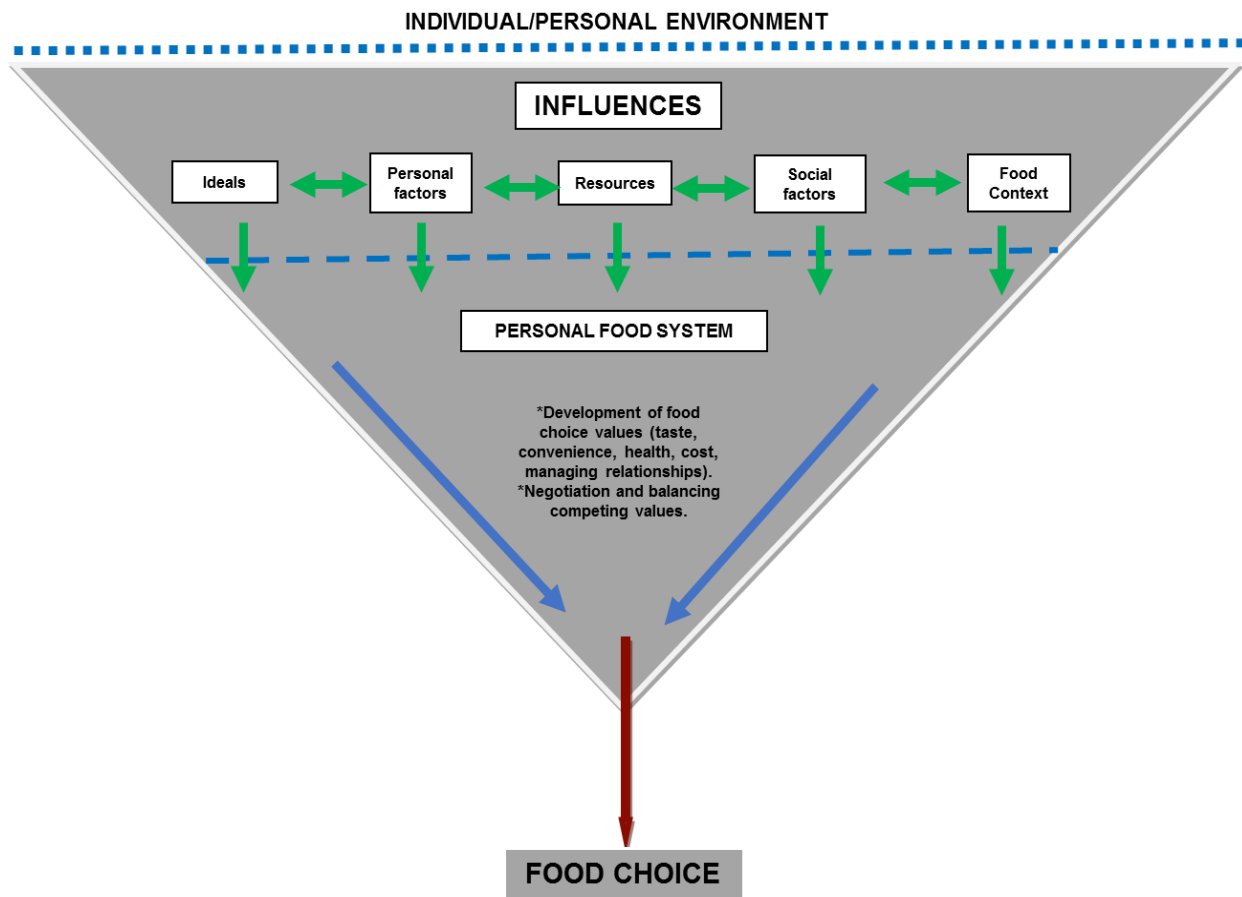 INDIVIDUAL/PERSONAL ENVIRONMENT
INFLUENCES
Ideals
Personal
factors
Resources
Social
factors
Food
Context
PERSONAL FOOD SYSTEM
*Development of food
choice values (taste,
convenience, health, cost,
managing relationships).
*Negotiation and balancing
competing values.
FOOD CHOICE